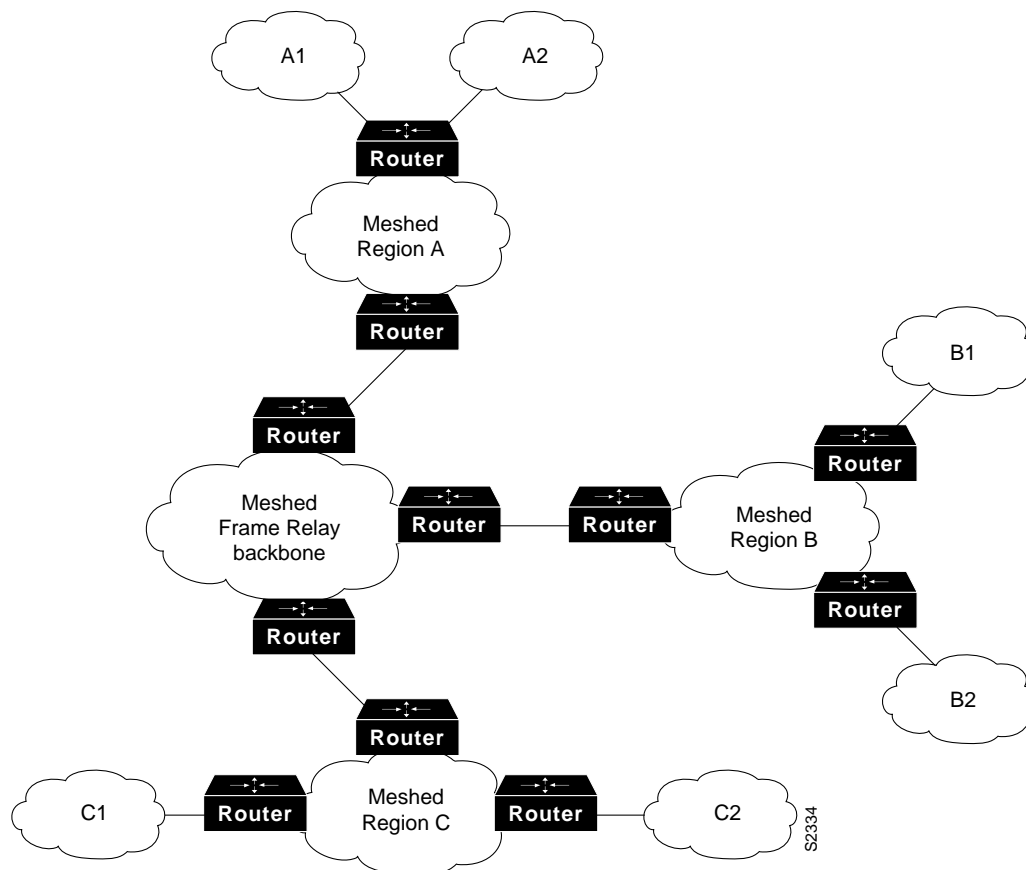 A1
A2
Router
Meshed
Region A
Router
Router
Meshed
Frame Relay
backbone
Router
Router
Meshed
Region B
Router
B1
Router
B2
Router
Router
Meshed
Region C
Router
C1
Router
C2
S2334